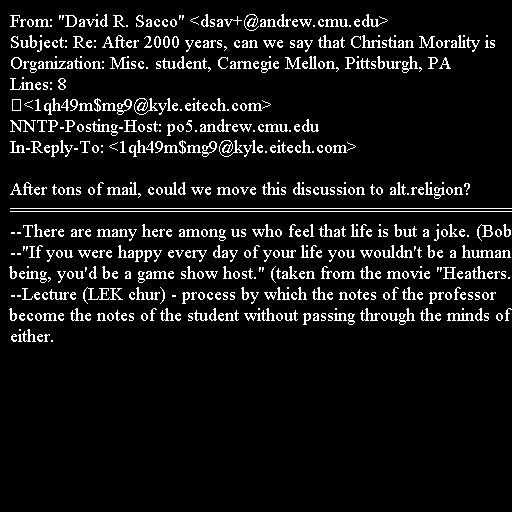 From: "David R. Sacco" <dsav+@andrew.cmu.edu>
Subject: Re: After 2000 years, can we say that Christian Morality is
Organization: Misc. student, Carnegie Mellon, Pittsburgh, PA
Lines: 8
<1qh49m$mg9@kyle.eitech.com>
NNTP-Posting-Host: po5.andrew.cmu.edu
In-Reply-To: <1qh49m$mg9@kyle.eitech.com>

After tons of mail, could we move this discussion to alt.religion?
--There are many here among us who feel that life is but a joke. (Bob
--"If you were happy every day of your life you wouldn't be a human
being, you'd be a game show host." (taken from the movie "Heathers.
--Lecture (LEK chur) - process by which the notes of the professor
become the notes of the student without passing through the minds of
either.